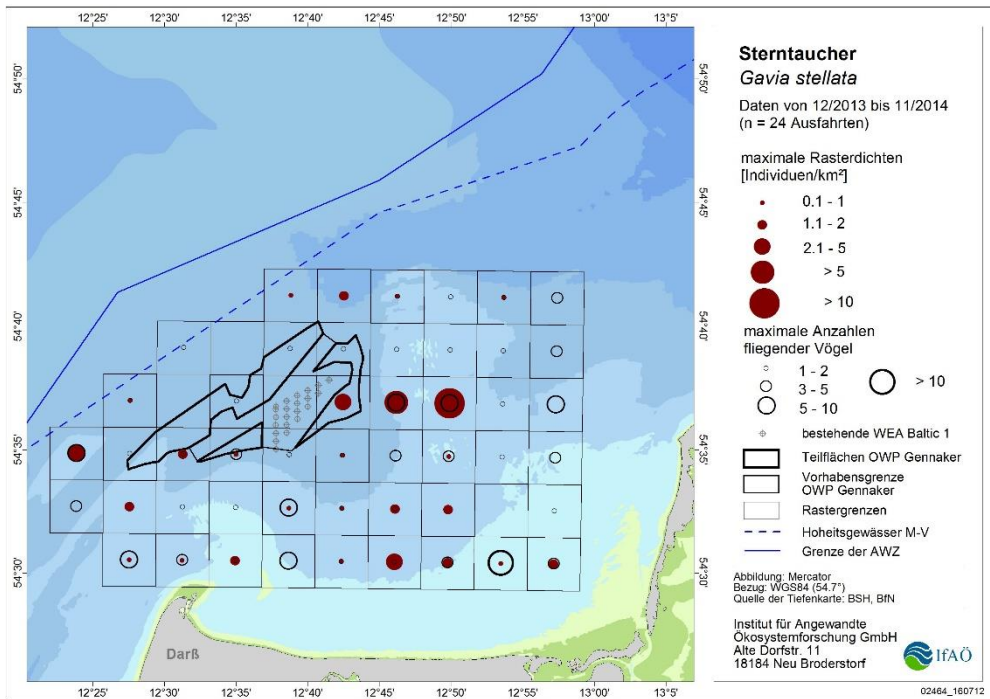 12°25' 12°30' 12°35' 12°40' 12°45' 12°50' 12°55' 13°00' 13°5'
54°50' 54°45' 54°40' 54°35' 54°30'
54°50' 54°45' 54°40' 54°35' 54°30'
Darß
12°25' 12°30' 12°35' 12°40' 12°45' 12°50' 12°55' 13°00' 13°5'
Sterntaucher
Gavia stellata
Daten von 12/2013 bis 11/2014
(n = 24 Ausfahrten)
maximale Rasterdichten
[Individuen/km²]
0.1 - 1
1.1 - 2
2.1 - 5
> 5
> 10
maximale Anzahlen
fliegender Vögel
1 - 2
3 - 5
5 - 10
> 10
bestehende WEA Baltic 1
Teilflächen OWP Gennaker
Vorhabensgrenze
OWP Gennaker
Rastergrenzen
Hoheitsgewässer M-V
Grenze der AWZ
Abbildung: Mercator
Bezug: WGS84 (54.7°)
Quelle der Tiefenkarte: BSH, BfN
Institut für Angewandte
Ökosystemforschung GmbH
Alte Dorfstr. 11
18184 Neu Broderstorf
IfAÖ
02464_160712